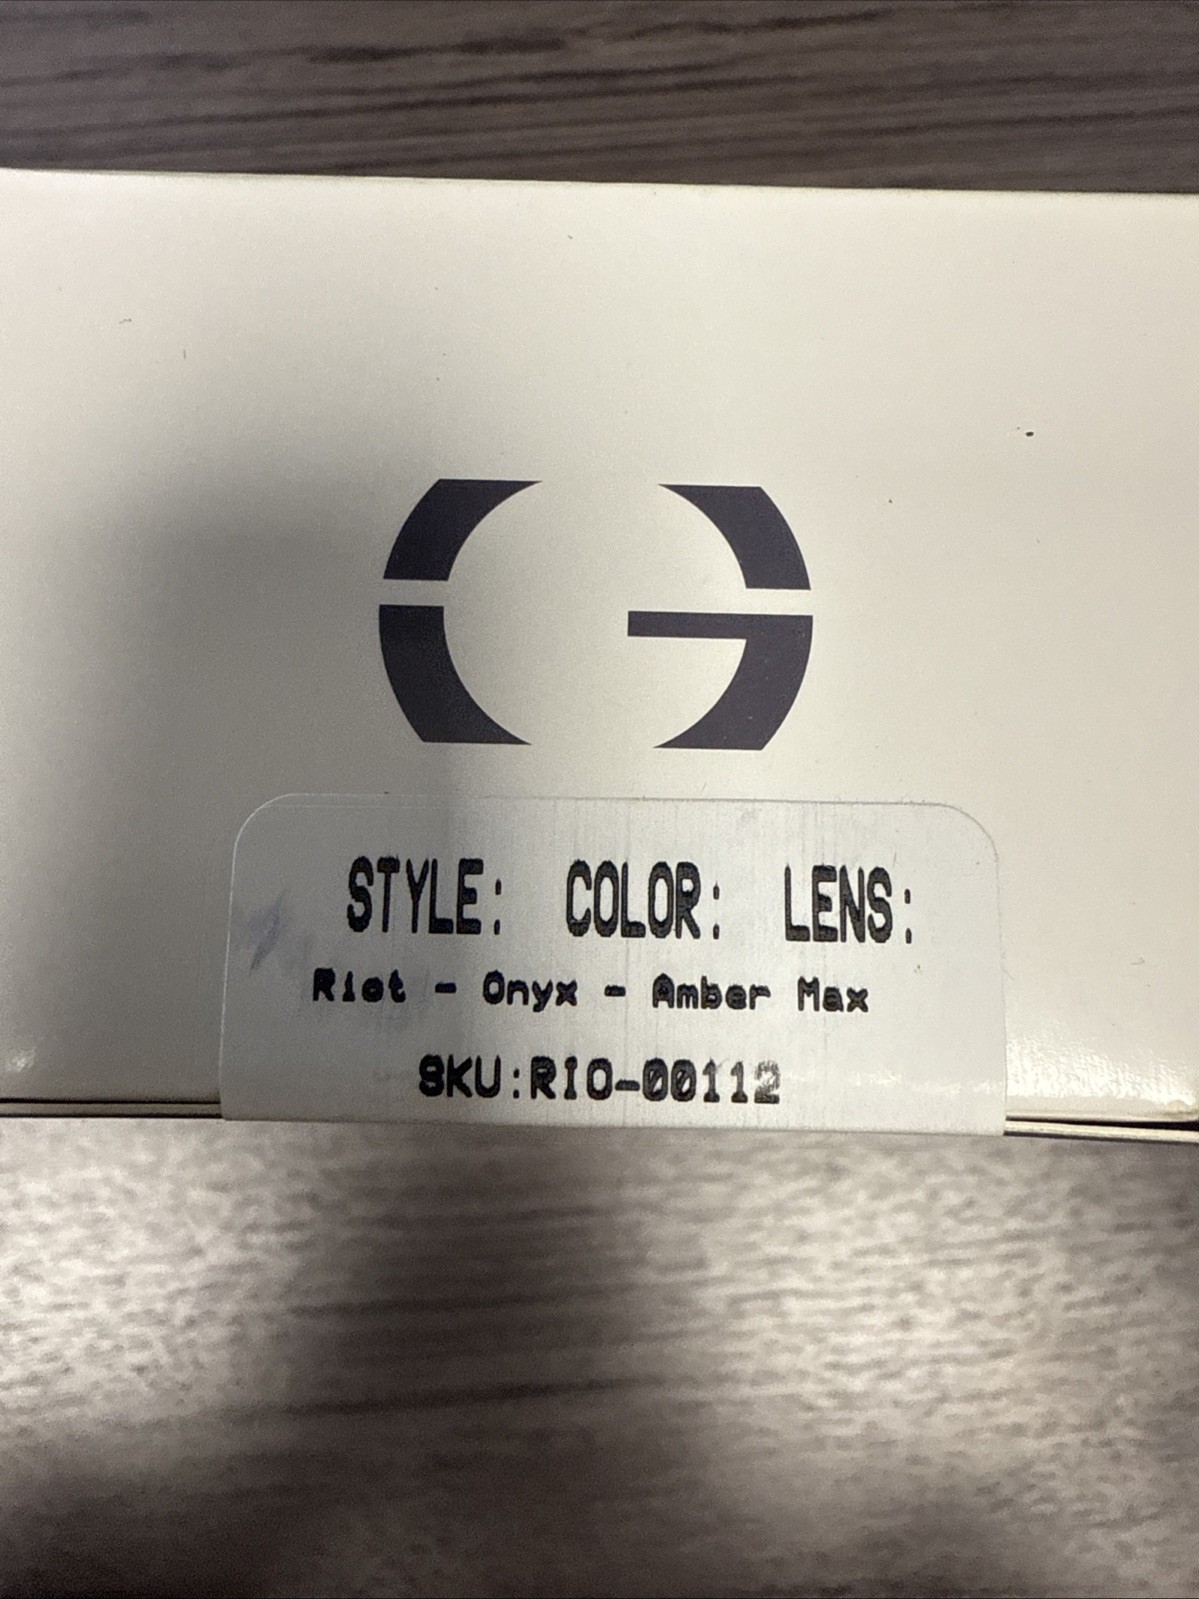 STYLE: COLOR: LENS:
Riot - Onyx - Amber Max
SKU:RIO-00112